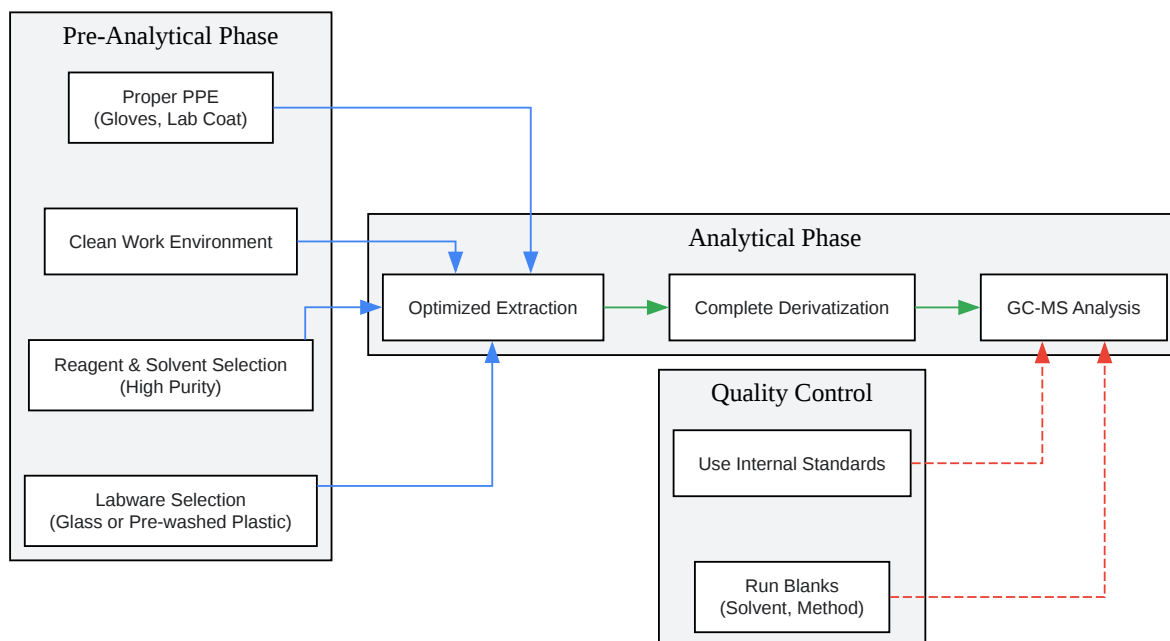 Pre-Analytical Phase
Proper PPE
(Gloves, Lab Coat)
Clean Work Environment
Reagent & Solvent Selection
(High Purity)
Labware Selection
(Glass or Pre-washed Plastic)
Analytical Phase
Optimized Extraction
Complete Derivatization
GC-MS Analysis
Quality Control
Use Internal Standards
Run Blanks
(Solvent, Method)